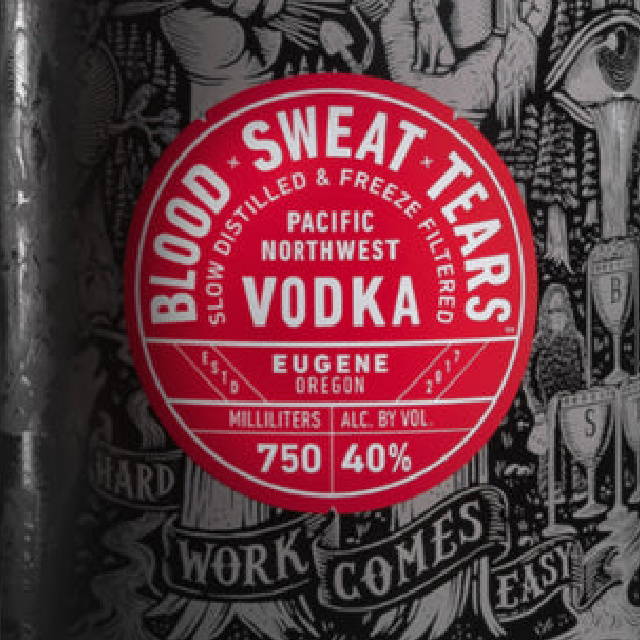 BLOOD × SWEAT × TEARS
SLOW DISTILLED & FREEZE FILTERED
PACIFIC
NORTHWEST
VODKA
ESTD
EUGENE
OREGON
2017
MILLILITERS
ALC. BY VOL.
750
40%
B
S
HARD
WORK COMES
EASY